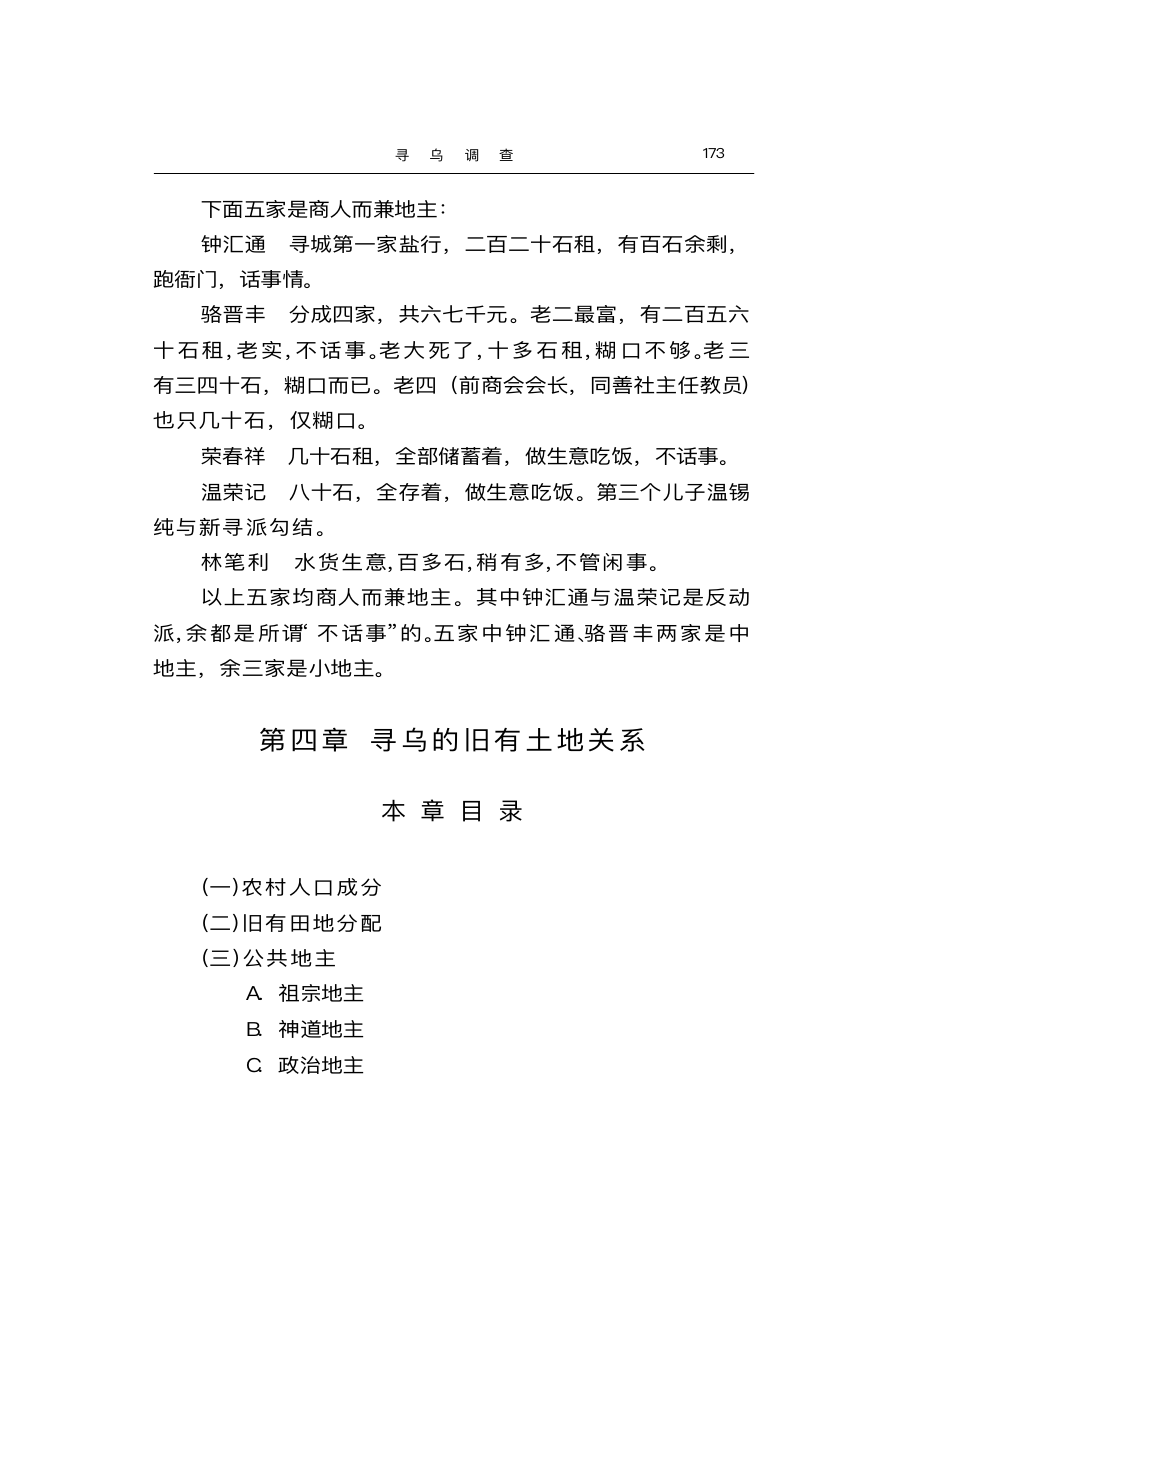 寻乌调查 173
下面五家是商人而兼地主：
钟汇通　寻城第一家盐行，二百二十石租，有百石余剩，
跑衙门，话事情。
骆晋丰　分成四家，共六七千元。老二最富，有二百五六
十石租，老实，不话事。老大死了，十多石租，糊口不够。老三
有三四十石，糊口而已。老四（前商会会长，同善社主任教员）
也只几十石，仅糊口。
荣春祥　几十石租，全部储蓄着，做生意吃饭，不话事。
温荣记　八十石，全存着，做生意吃饭。第三个儿子温锡
纯与新寻派勾结。
林笔利　水货生意，百多石，稍有多，不管闲事。
以上五家均商人而兼地主。其中钟汇通与温荣记是反动
派，余都是所谓“不话事”的。五家中钟汇通、骆晋丰两家是中
地主，余三家是小地主。
第四章 寻乌的旧有土地关系
本章目录
（一）农村人口成分
（二）旧有田地分配
（三）公共地主
A. 祖宗地主
B. 神道地主
C. 政治地主